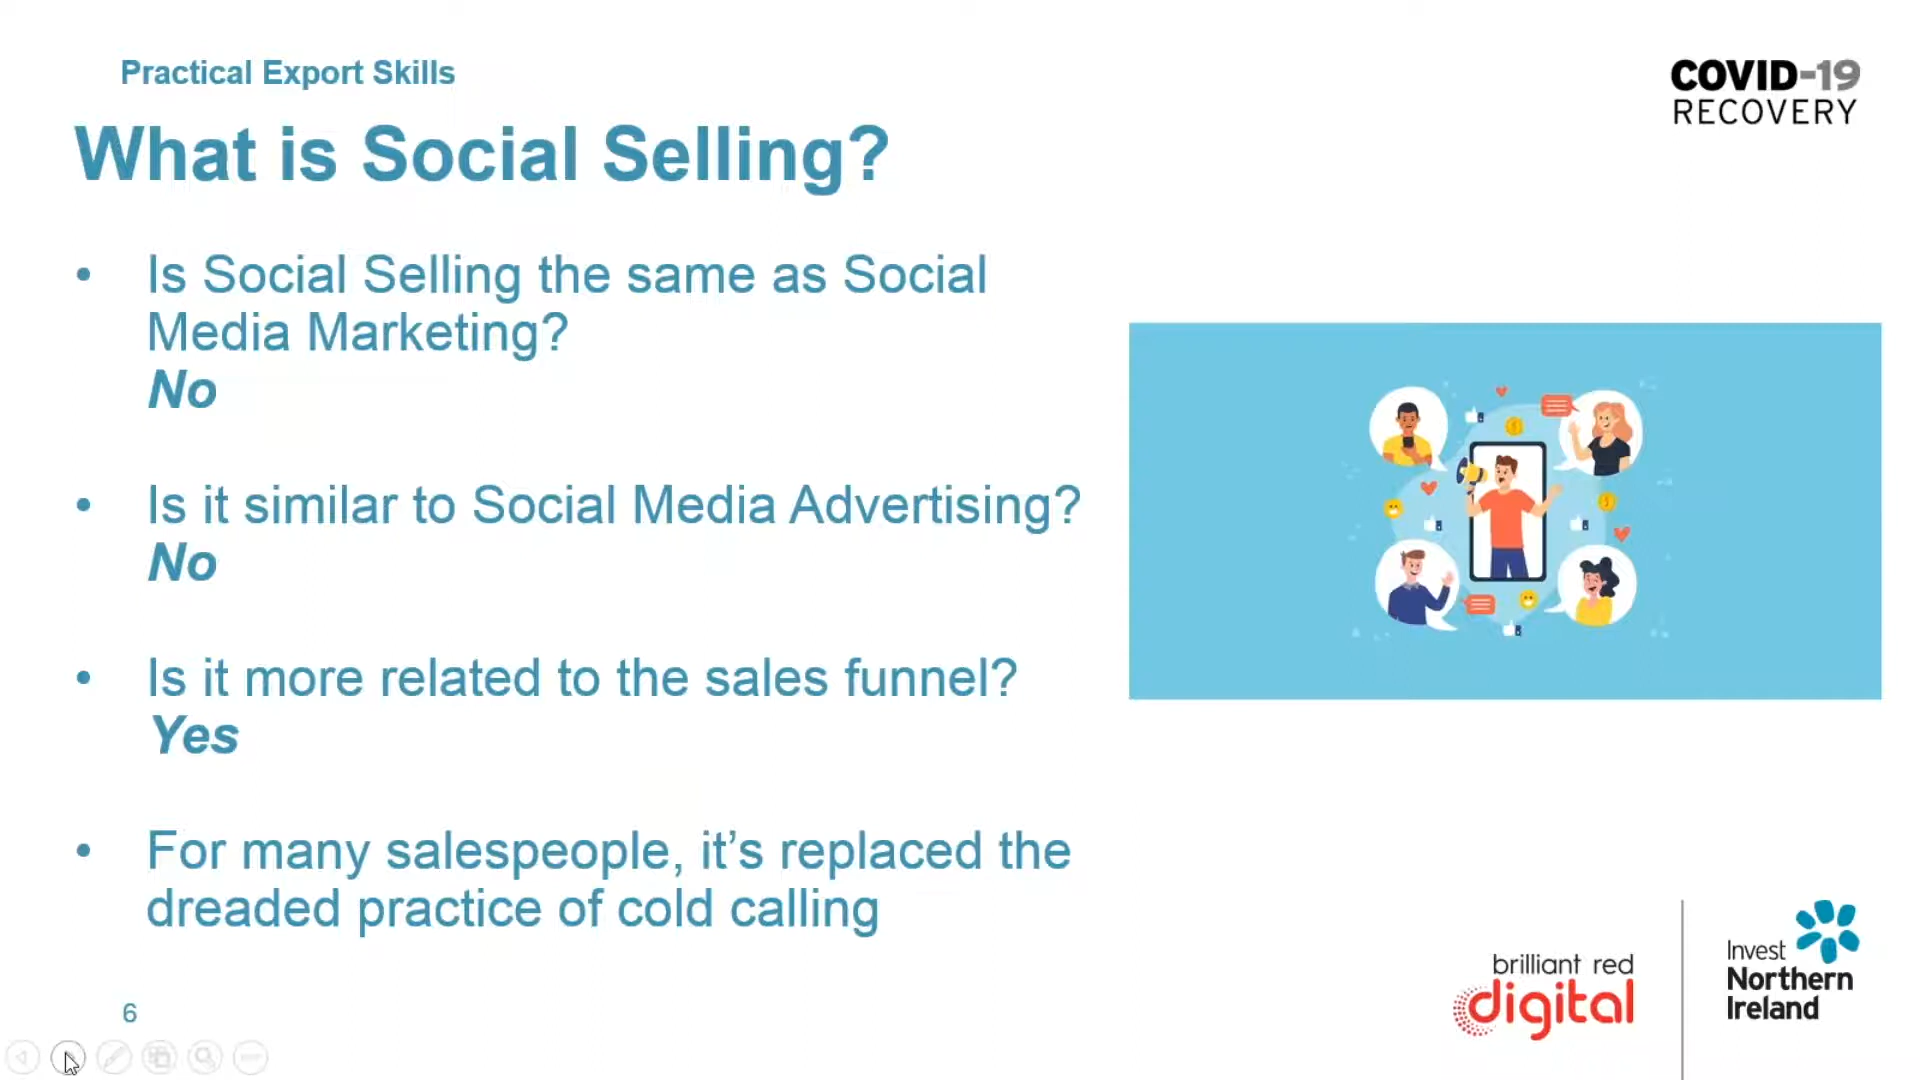 Practical Export Skills
COVID-19
RECOVERY
What is Social Selling?
• Is Social Selling the same as Social
Media Marketing?
No
• Is it similar to Social Media Advertising?
No
• Is it more related to the sales funnel?
Yes
• For many salespeople, it’s replaced the
dreaded practice of cold calling
brilliant red
digital
Invest
Northern
Ireland
6